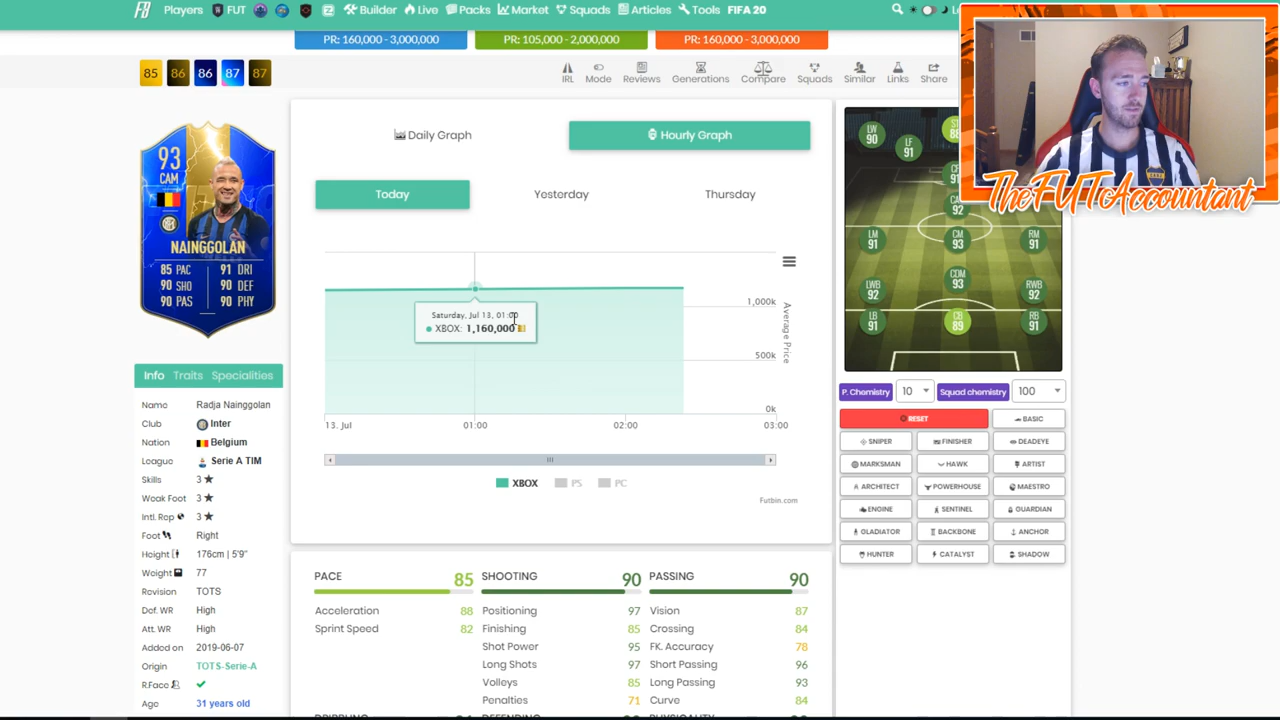 FB Players FUT Builder Live Packs Market Squads Articles Tools FIFA 20
PR: 160,000 - 3,000,000 PR: 105,000 - 2,000,000 PR: 160,000 - 3,000,000
85 86 86 87 87
IRL Mode Reviews Generations Compare Squads Similar Links Share
TheFUTAccountant
93
CAM
NAINGGOLAN
85 PAC 91 DRI
90 SHO 90 DEF
90 PAS 90 PHY
Daily Graph Hourly Graph
Today Yesterday Thursday
Saturday, Jul 13, 01:00
XBOX: 1,160,000
1,000k
500k
0k
Average Price
13. Jul 01:00 02:00 03:00
XBOX PS PC
Futbin.com
LW
90
LF
91
ST
88
91
92
LM
91
CM
93
RM
91
LWB
92
CDM
93
RWB
92
LB
91
CB
89
RB
91
P. Chemistry 10 Squad chemistry 100
RESET BASIC
SNIPER FINISHER DEADEYE
MARKSMAN HAWK ARTIST
ARCHITECT POWERHOUSE MAESTRO
ENGINE SENTINEL GUARDIAN
GLADIATOR BACKBONE ANCHOR
HUNTER CATALYST SHADOW
Info Traits Specialities
Name Radja Nainggolan
Club Inter
Nation Belgium
League Serie A TIM
Skills 3
Weak Foot 3
Intl. Rep 3
Foot Right
Height 176cm | 5'9"
Weight 77
Revision TOTS
Def. WR High
Att. WR High
Added on 2019-06-07
Origin TOTS-Serie-A
R.Face
Age 31 years old
PACE 85
Acceleration 88
Sprint Speed 82
SHOOTING 90
Positioning 97
Finishing 85
Shot Power 95
Long Shots 97
Volleys 85
Penalties 71
PASSING 90
Vision 87
Crossing 84
FK. Accuracy 78
Short Passing 96
Long Passing 93
Curve 84